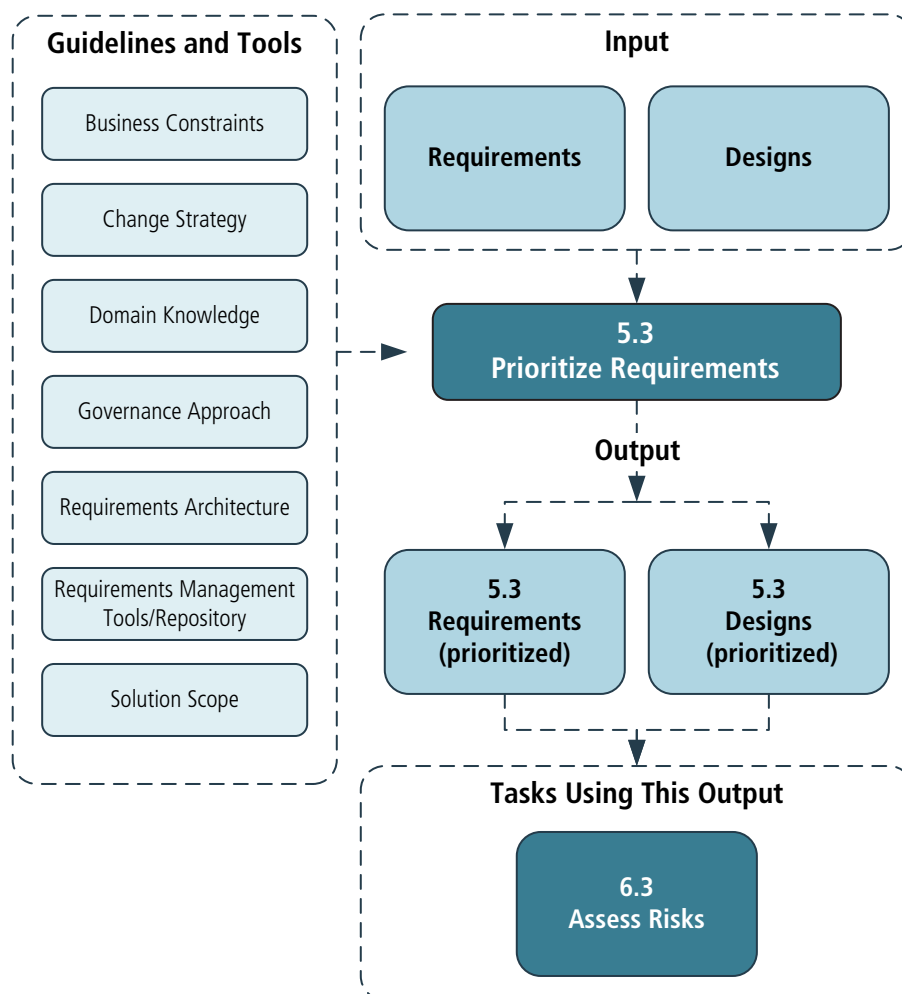 Guidelines and Tools
Business Constraints
Change Strategy
Domain Knowledge
Governance Approach
Requirements Architecture
Requirements Management
Tools/Repository
Solution Scope
Input
Requirements
Designs
5.3
Prioritize Requirements
Output
5.3
Requirements
(prioritized)
5.3
Designs
(prioritized)
Tasks Using This Output
6.3
Assess Risks